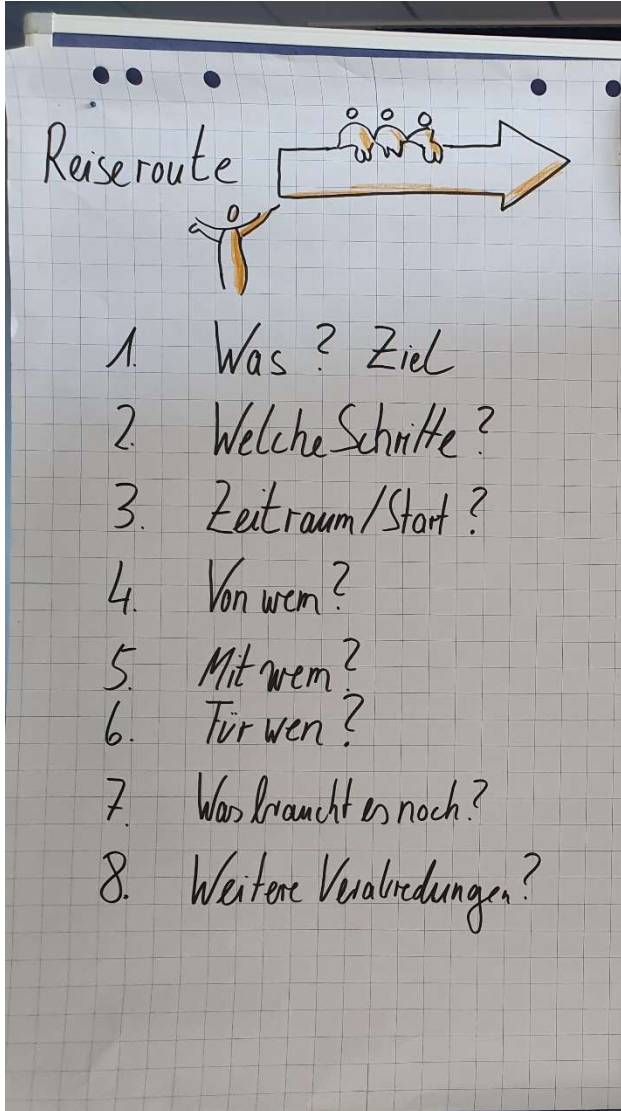 Reiseroute
1. Was? Ziel
2. Welche Schritte?
3. Zeitraum/Start?
4. Von wem?
5. Mit wem?
6. Für wen?
7. Was braucht es noch?
8. Weitere Verabredungen?